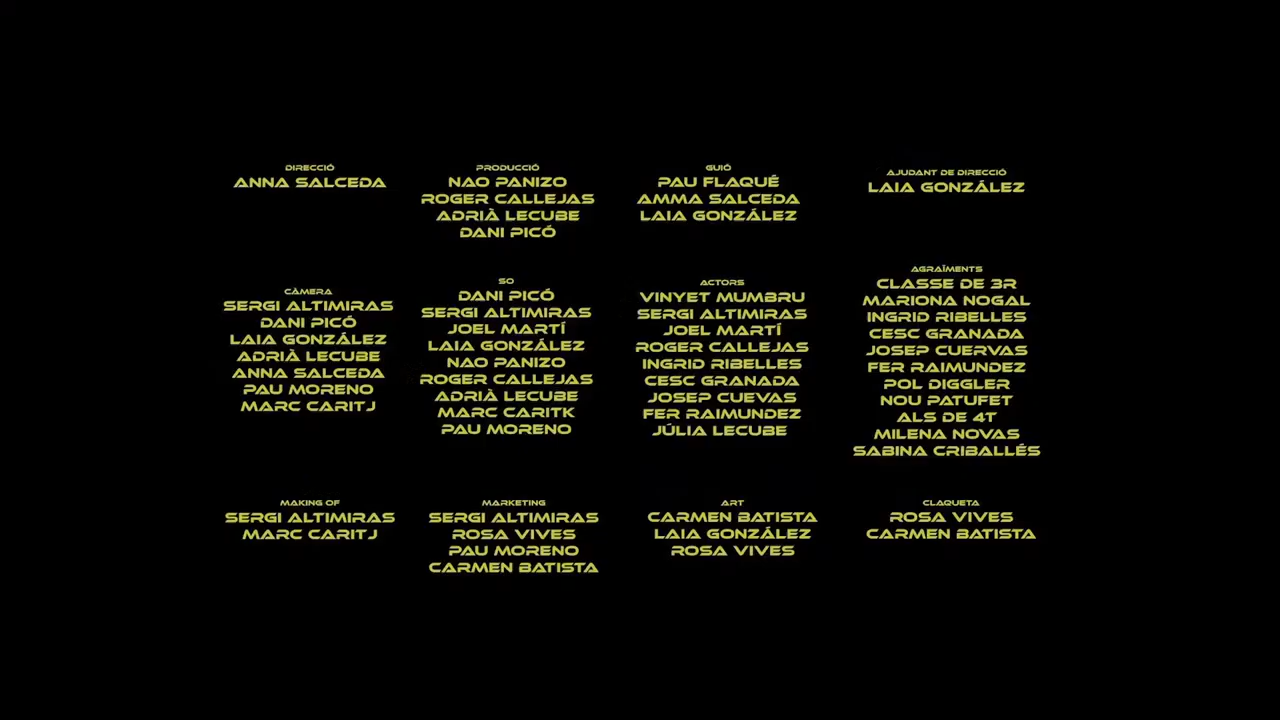 DIRECCIÓ
ANNA SALCEDA
PRODUCCIÓ
NAO PANIZO
ROGER CALLEJAS
ADRIÀ LECUBE
DANI PICÓ
GUIÓ
PAU FLAQUÉ
AMMA SALCEDA
LAIA GONZÁLEZ
AJUDANT DE DIRECCIÓ
LAIA GONZÁLEZ
CÀMERA
SERGI ALTIMIRAS
DANI PICÓ
LAIA GONZÁLEZ
ADRIÀ LECUBE
ANNA SALCEDA
PAU MORENO
MARC CARITJ
SO
DANI PICÓ
SERGI ALTIMIRAS
JOEL MARTÍ
LAIA GONZÁLEZ
NAO PANIZO
ROGER CALLEJAS
ADRIÀ LECUBE
MARC CARITK
PAU MORENO
ACTORS
VINYET MUMBRU
SERGI ALTIMIRAS
JOEL MARTÍ
ROGER CALLEJAS
INGRID RIBELLES
CESC GRANADA
JOSEP CUEVAS
FER RAIMUNDEZ
JÚLIA LECUBE
AGRAÏMENTS
CLASSE DE 3R
MARIONA NOGAL
INGRID RIBELLES
CESC GRANADA
JOSEP CUERVAS
FER RAIMUNDEZ
POL DIGGLER
NOU PATUFET
ALS DE 4T
MILENA NOVAS
SABINA CRIBALLÉS
MAKING OF
SERGI ALTIMIRAS
MARC CARITJ
MARKETING
SERGI ALTIMIRAS
ROSA VIVES
PAU MORENO
CARMEN BATISTA
ART
CARMEN BATISTA
LAIA GONZÁLEZ
ROSA VIVES
CLAQUETA
ROSA VIVES
CARMEN BATISTA